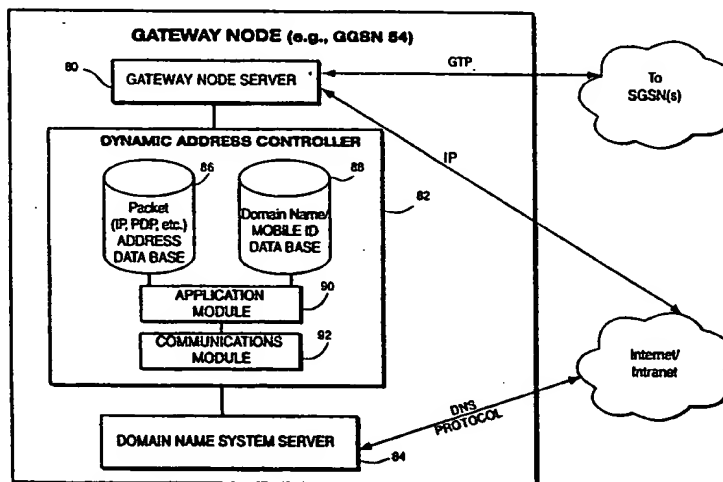 GATEWAY NODE (e.g., GGSN 54)
80
GATEWAY NODE SERVER
GTP
To
SGSN(s)
DYNAMIC ADDRESS CONTROLLER
IP
86
88
82
Packet
(IP, PDP, etc.)
ADDRESS
DATA BASE
Domain Name/
MOBILE ID
DATA BASE
APPLICATION
MODULE
90
COMMUNICATIONS
MODULE
92
Internet/
Intranet
DNS
PROTOCOL
DOMAIN NAME SYSTEM SERVER
84